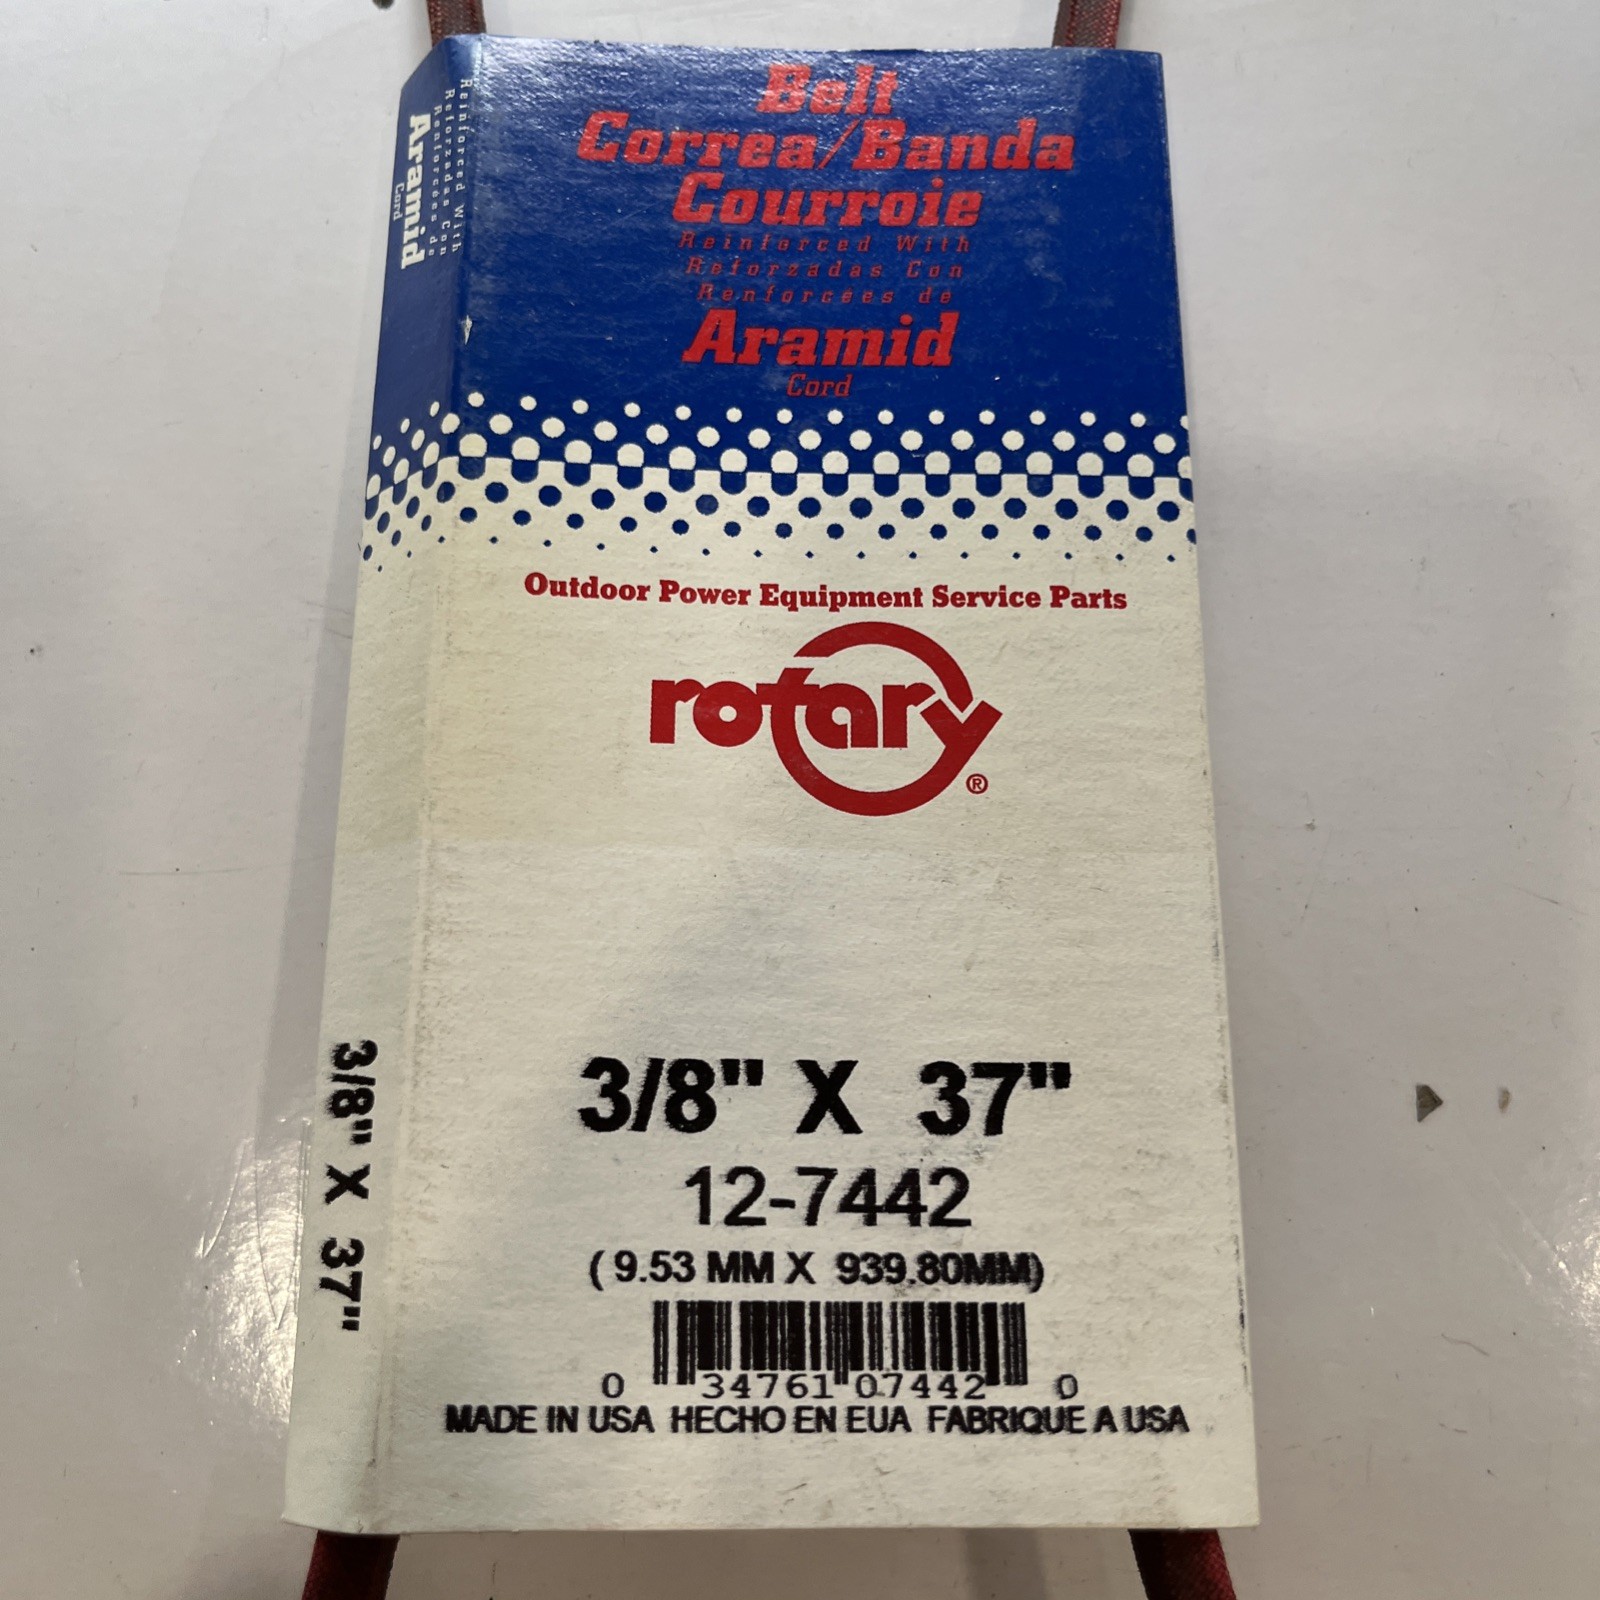 Belt
Correa/Banda
Courroie
Reinforced With
Reforzadas Con
Renforcées de
Aramid
Cord
Reinforced With
Reforzadas Con
Renforcées de
Aramid
Cord
Outdoor Power Equipment Service Parts
rotary®
3/8" X 37"
12-7442
( 9.53 MM X 939.80MM)
0 34761 07442 0
MADE IN USA HECHO EN EUA FABRIQUE A USA
3/8" X 37"